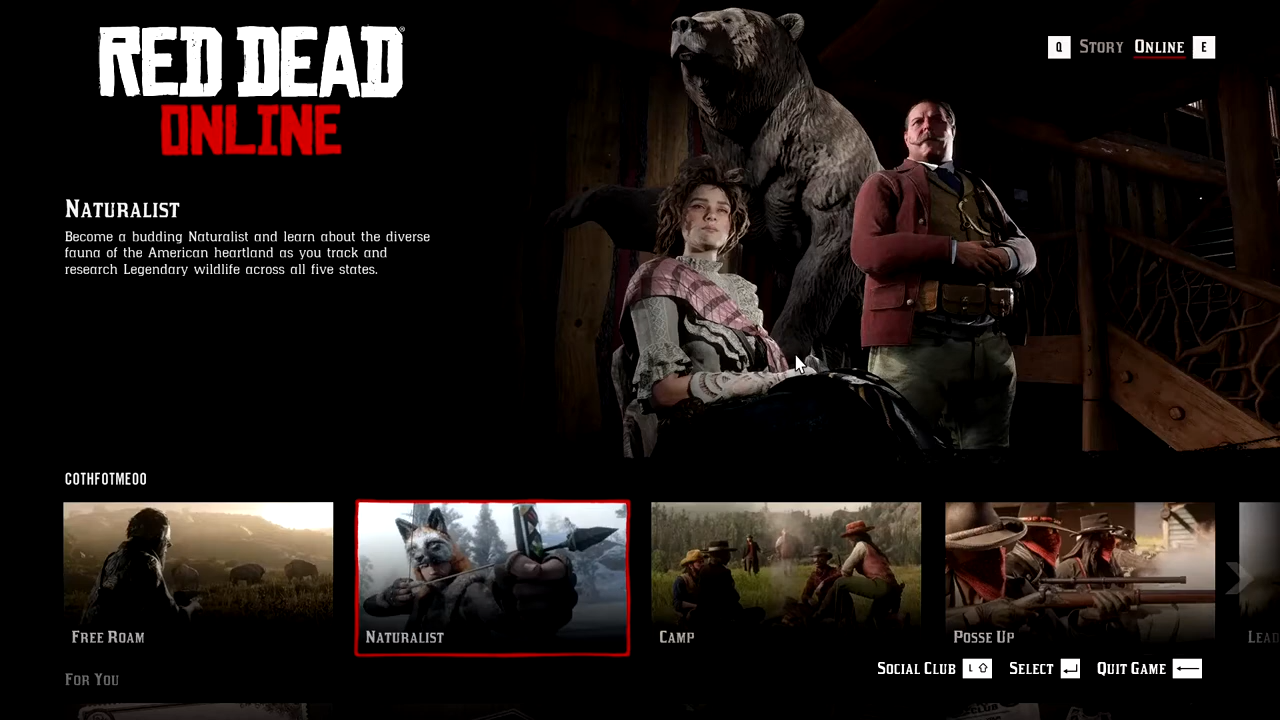 RED DEAD
ONLINE
Q STORY ONLINE E
NATURALIST
Become a budding Naturalist and learn about the diverse
fauna of the American heartland as you track and
research Legendary wildlife across all five states.
COTHFOTMEOO
FREE ROAM
NATURALIST
CAMP
POSSE UP
LEA
SOCIAL CLUB L SELECT QUIT GAME
FOR YOU